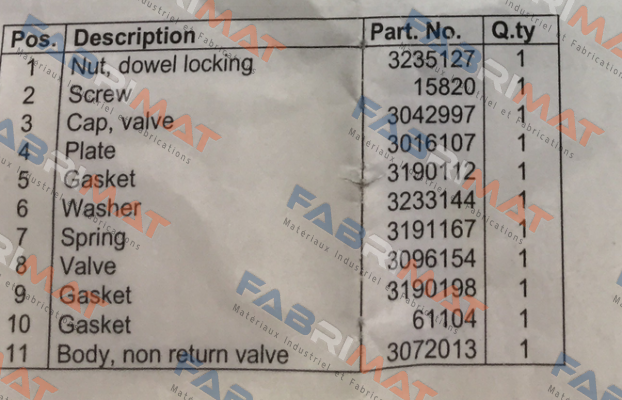 Pos. Description Part. No. Q.ty
1 Nut, dowel locking 3235127 1
2 Screw 15820 1
3 Cap, valve 3042997 1
4 Plate 3016107 1
5 Gasket 3190112 1
6 Washer 3233144 1
7 Spring 3191167 1
8 Valve 3096154 1
9 Gasket 3190198 1
10 Gasket 61104 1
11 Body, non return valve 3072013 1
FABRIMAT
Materiaux Industriel et Fabrications